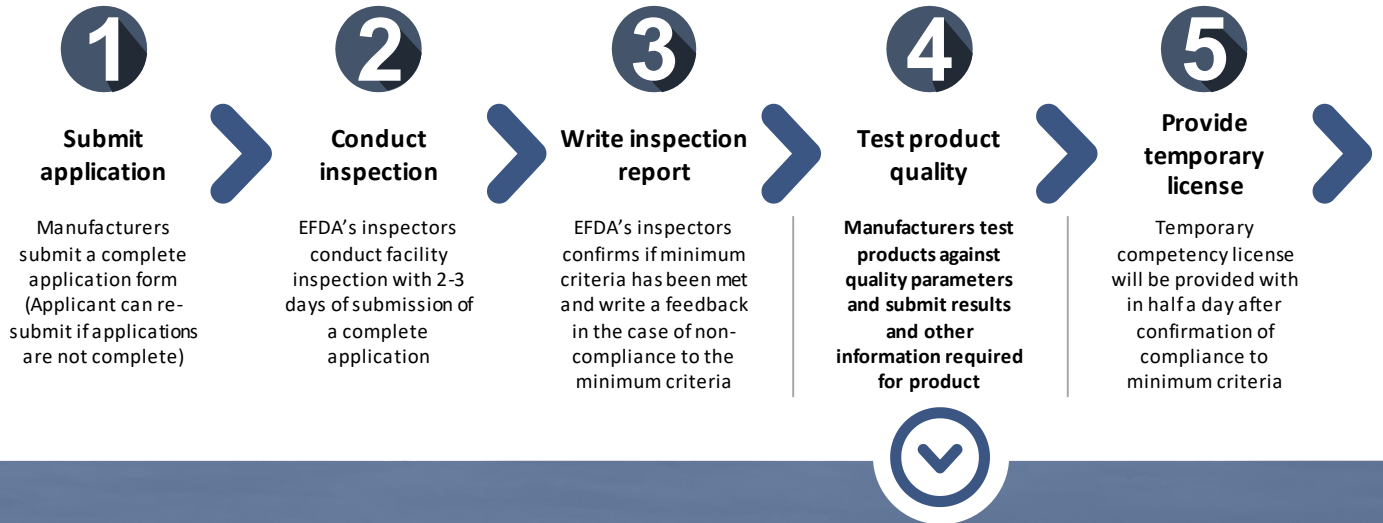 1
Submit
application
Manufacturers
submit a complete
application form
(Applicant can re-
submit if applications
are not complete)
2
Conduct
inspection
EFDA's inspectors
conduct facility
inspection with 2-3
days of submission of
a complete
application
3
Write inspection
report
EFDA's inspectors
confirms if minimum
criteria has been met
and write a feedback
in the case of non-
compliance to the
minimum criteria
4
Test product
quality
Manufacturers test
products against
quality parameters
and submit results
and other
information required
for product
5
Provide
temporary
license
Temporary
competency license
will be provided with
in half a day after
confirmation of
compliance to
minimum criteria